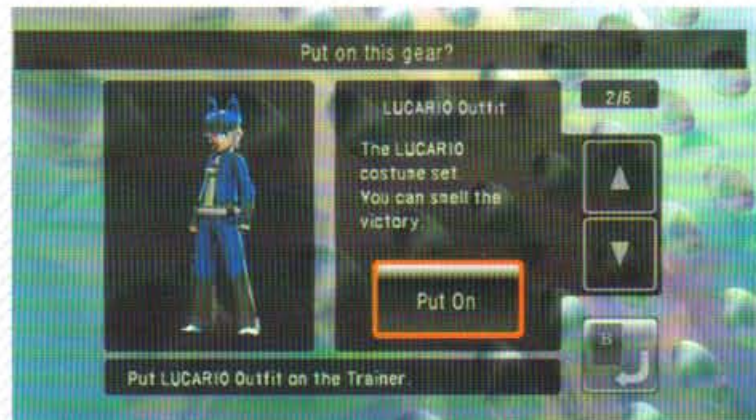 Put on this gear?
LUCARIO Outfit
2/6
The LUCARIO
costume set.
You can smell the
victory.
Put On
B
Put LUCARIO Outfit on the Trainer.